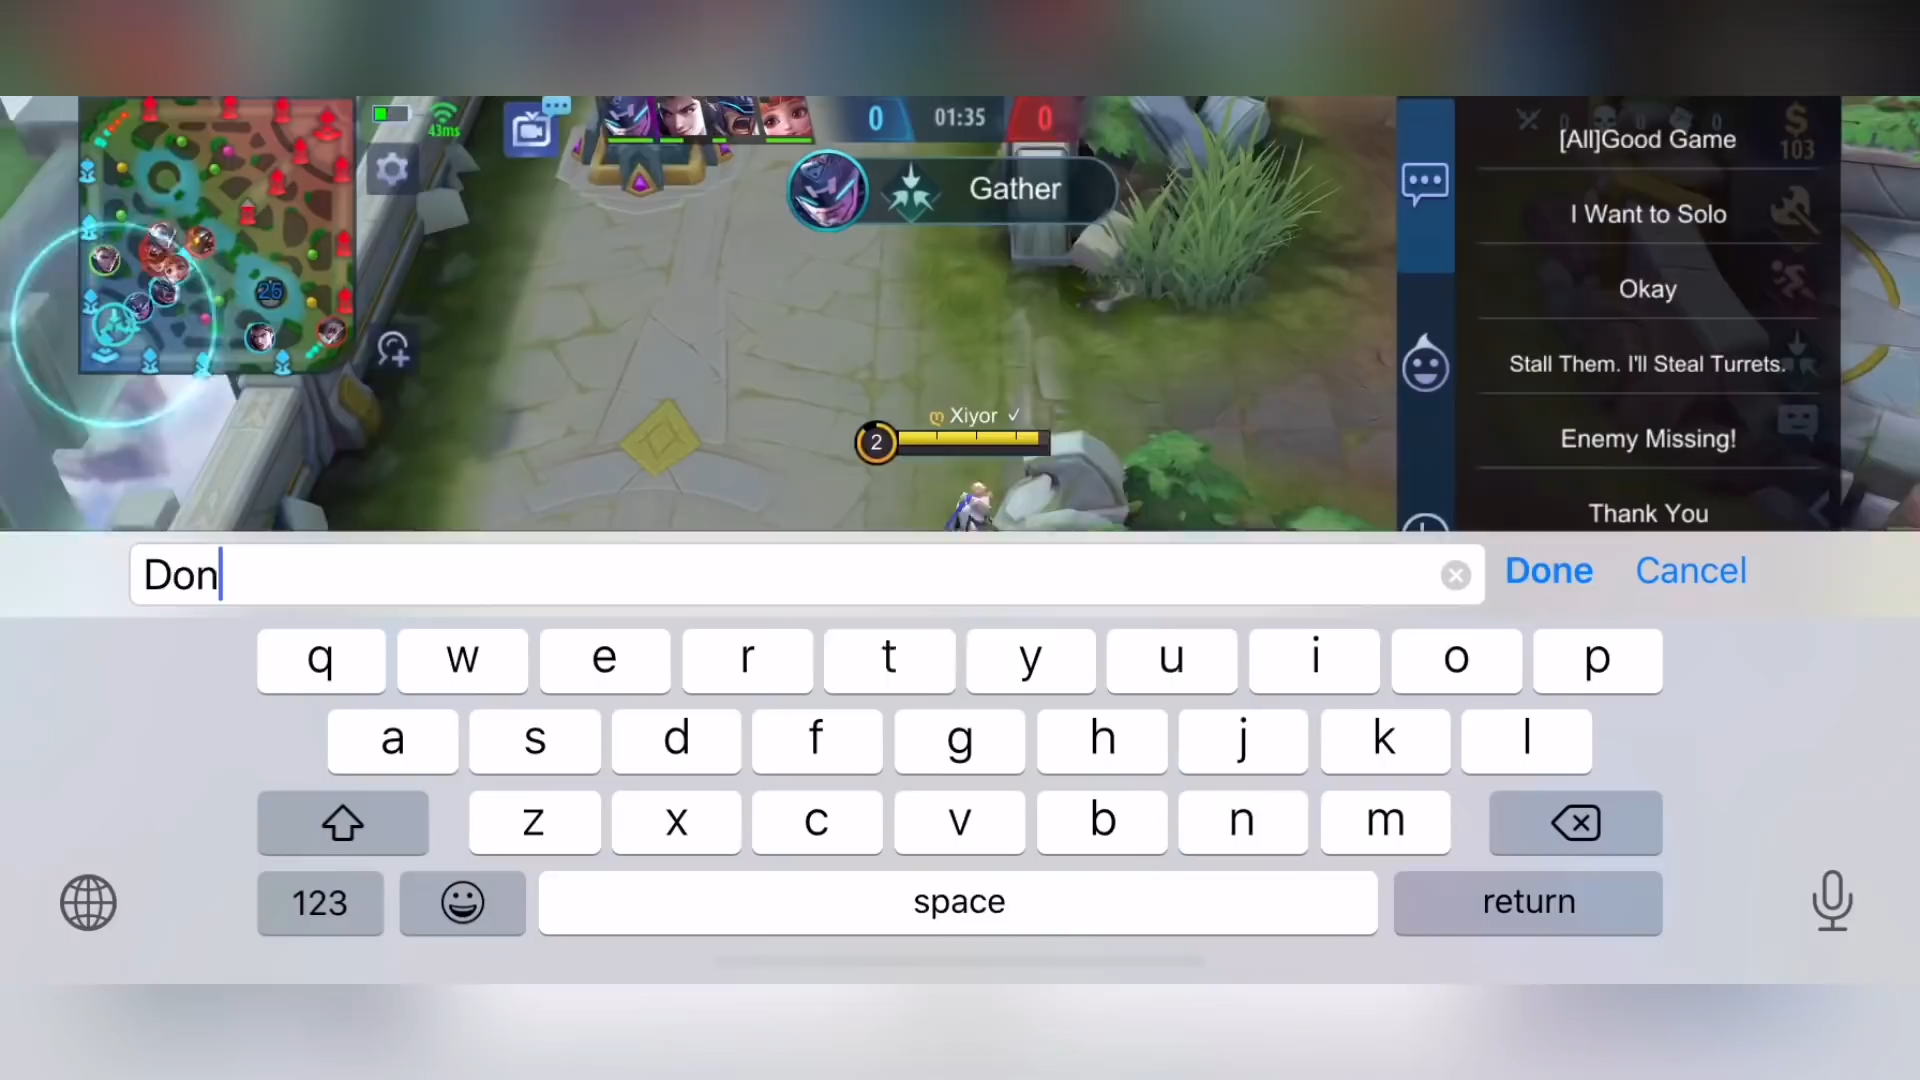 43ms
0 01:35 0
Gather
25
ღ Xiyor ✓
2
[All]Good Game
103
I Want to Solo
Okay
Stall Them. I'll Steal Turrets.
Enemy Missing!
Thank You
Don
Done Cancel
q w e r t y u i o p
a s d f g h j k l
z x c v b n m
123 space return